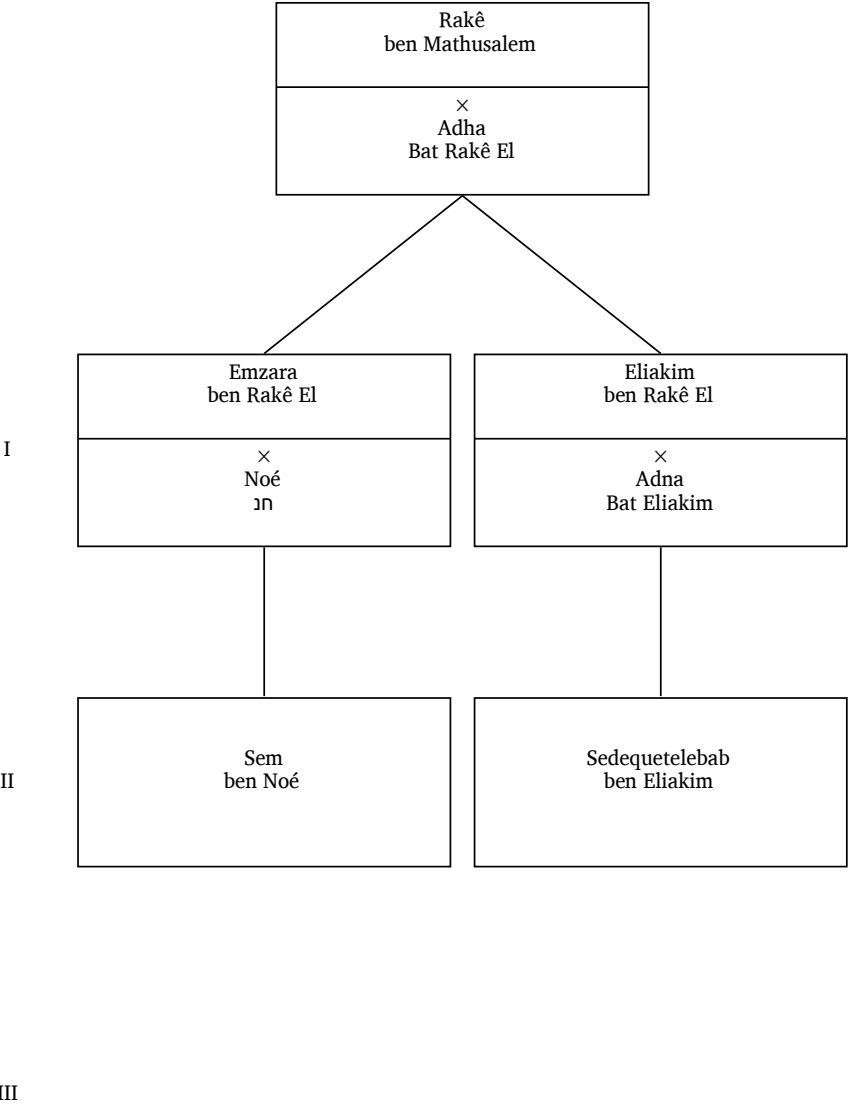 Rakê
ben Mathusalem
×
Adha
Bat Rakê El
Emzara
ben Rakê El
Eliakim
ben Rakê El
I
×
Noé
חנ
×
Adna
Bat Eliakim
Sem
ben Noé
Sedequetelebab
ben Eliakim
II
III